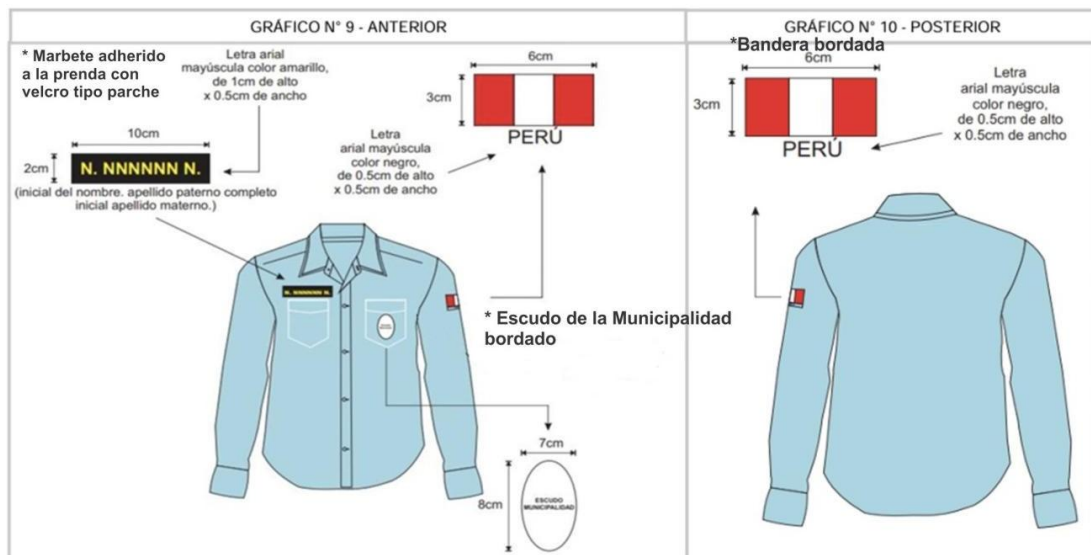 GRÁFICO N° 9 - ANTERIOR
* Marbete adherido
a la prenda con
velcro tipo parche
Letra arial
mayúscula color amarillo,
de 1cm de alto
x 0.5cm de ancho
10cm
2cm
N. NNNNNN N.
(inicial del nombre. apellido paterno completo
inicial apellido materno.)
6cm
3cm
PERÚ
Letra
arial mayúscula
color negro,
de 0.5cm de alto
x 0.5cm de ancho
N. NNNNNN N.
ESCUDO
MUNICIPALIDAD
* Escudo de la Municipalidad
bordado
7cm
8cm
ESCUDO
MUNICIPALIDAD
GRÁFICO N° 10 - POSTERIOR
*Bandera bordada
6cm
3cm
PERÚ
Letra
arial mayúscula
color negro,
de 0.5cm de alto
x 0.5cm de ancho